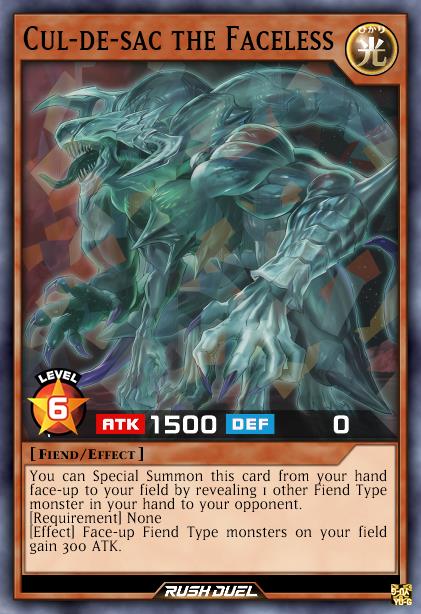 Cul-de-sac the Faceless
ひかり
光
LEVEL
6
ATK 1500 DEF 0
[Fiend/Effect]
You can Special Summon this card from your hand
face-up to your field by revealing 1 other Fiend Type
monster in your hand to your opponent.
[Requirement] None
[Effect] Face-up Fiend Type monsters on your field
gain 300 ATK.
RUSH DUEL